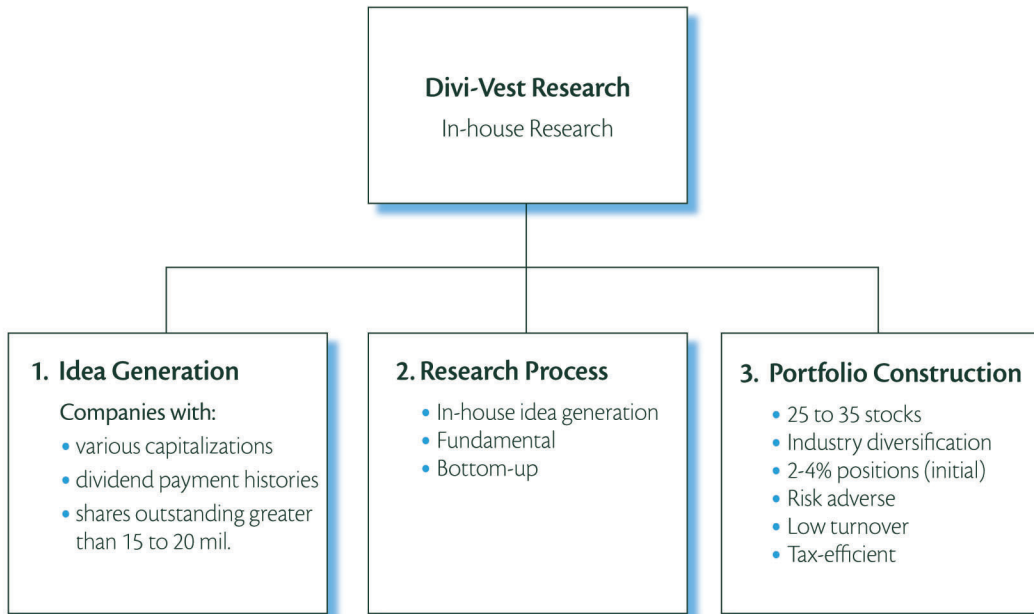 Divi-Vest Research
In-house Research
1. Idea Generation
Companies with:
• various capitalizations
• dividend payment histories
• shares outstanding greater
than 15 to 20 mil.
2. Research Process
• In-house idea generation
• Fundamental
• Bottom-up
3. Portfolio Construction
• 25 to 35 stocks
• Industry diversification
• 2-4% positions (initial)
• Risk adverse
• Low turnover
• Tax-efficient